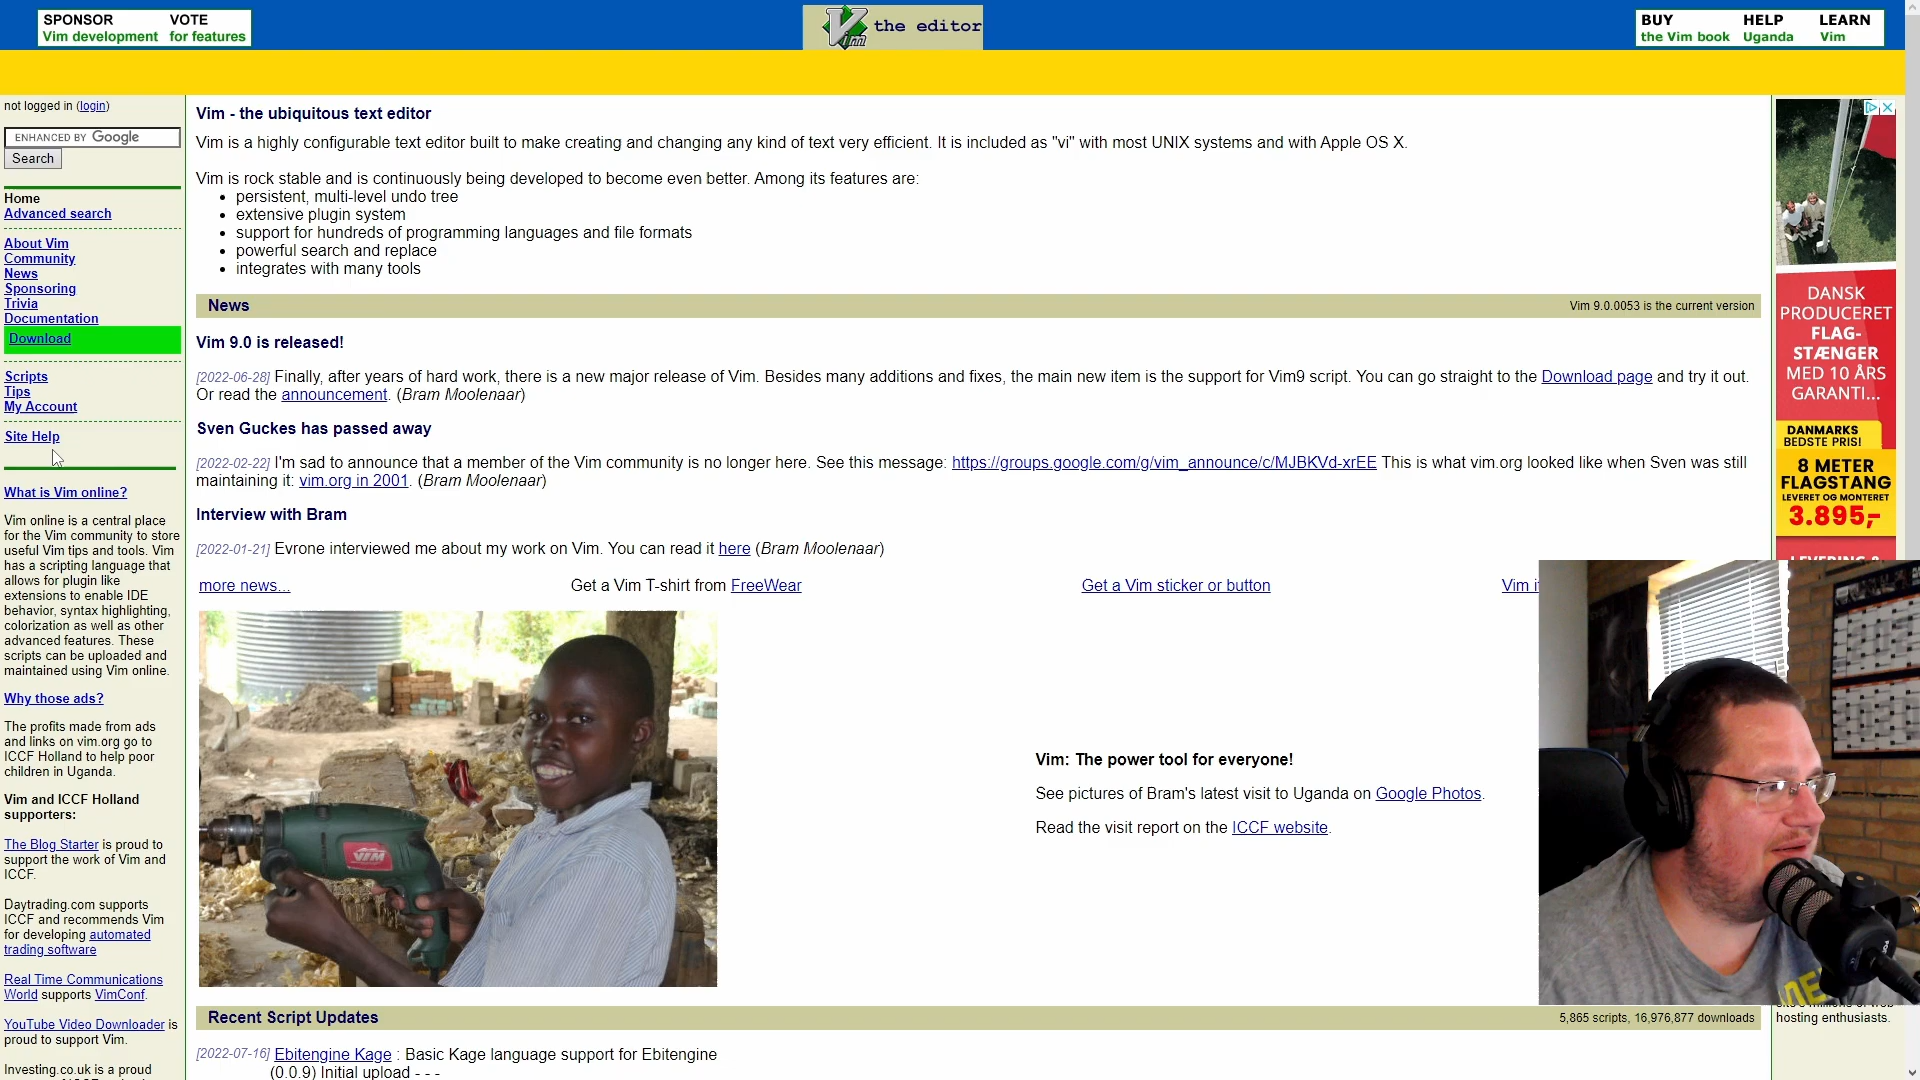 SPONSOR VOTE
Vim development for features
Vim the editor
BUY HELP LEARN
the Vim book Uganda Vim
not logged in (login)
ENHANCED BY Google
Search
Home
Advanced search
About Vim
Community
News
Sponsoring
Trivia
Documentation
Download
Scripts
Tips
My Account
Site Help
What is Vim online?
Vim online is a central place
for the Vim community to store
useful Vim tips and tools. Vim
has a scripting language that
allows for plugin like
extensions to enable IDE
behavior, syntax highlighting,
colorization as well as other
advanced features. These
scripts can be uploaded and
maintained using Vim online.
Why those ads?
The profits made from ads
and links on vim.org go to
ICCF Holland to help poor
children in Uganda.
Vim and ICCF Holland
supporters:
The Blog Starter is proud to
support the work of Vim and
ICCF.
Daytrading.com supports
ICCF and recommends Vim
for developing automated
trading software
Real Time Communications
World supports VimConf.
YouTube Video Downloader is
proud to support Vim.
Investing.co.uk is a proud
Vim - the ubiquitous text editor
Vim is a highly configurable text editor built to make creating and changing any kind of text very efficient. It is included as "vi" with most UNIX systems and with Apple OS X.
Vim is rock stable and is continuously being developed to become even better. Among its features are:
• persistent, multi-level undo tree
• extensive plugin system
• support for hundreds of programming languages and file formats
• powerful search and replace
• integrates with many tools
News Vim 9.0.0053 is the current version
Vim 9.0 is released!
[2022-06-28] Finally, after years of hard work, there is a new major release of Vim. Besides many additions and fixes, the main new item is the support for Vim9 script. You can go straight to the Download page and try it out.
Or read the announcement. (Bram Moolenaar)
Sven Guckes has passed away
[2022-02-22] I'm sad to announce that a member of the Vim community is no longer here. See this message: https://groups.google.com/g/vim_announce/c/MJBKVd-xrEE This is what vim.org looked like when Sven was still
maintaining it: vim.org in 2001. (Bram Moolenaar)
Interview with Bram
[2022-01-21] Evrone interviewed me about my work on Vim. You can read it here (Bram Moolenaar)
more news... Get a Vim T-shirt from FreeWear Get a Vim sticker or button Vim
VIM
Vim: The power tool for everyone!
See pictures of Bram's latest visit to Uganda on Google Photos.
Read the visit report on the ICCF website.
Recent Script Updates 5,865 scripts, 16,976,877 downloads
[2022-07-16] Ebitengine Kage : Basic Kage language support for Ebitengine
(0.0.9) Initial upload - - -
DANSK
PRODUCERET
FLAG-
STÆNGER
MED 10 ÅRS
GARANTI...
DANMARKS
BEDSTE PRIS!
8 METER
FLAGSTANG
LEVERET OG MONTERET
3.895,-
hosting enthusiasts.